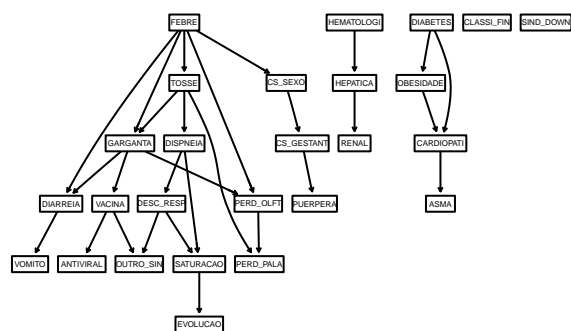 FEBRE
HEMATOLOGI
DIABETES
CLASSI_FIN
SIND_DOWN
TOSSE
CS_SEXO
HEPATICA
OBESIDADE
GARGANTA
DISPNEIA
CS_GESTANT
RENAL
CARDIOPATI
DIARREIA
VACINA
DESC_RESP
PERD_OLFT
PUERPERA
ASMA
VOMITO
ANTIVIRAL
OUTRO_SIN
SATURACAO
PERD_PALA
EVOLUCAO